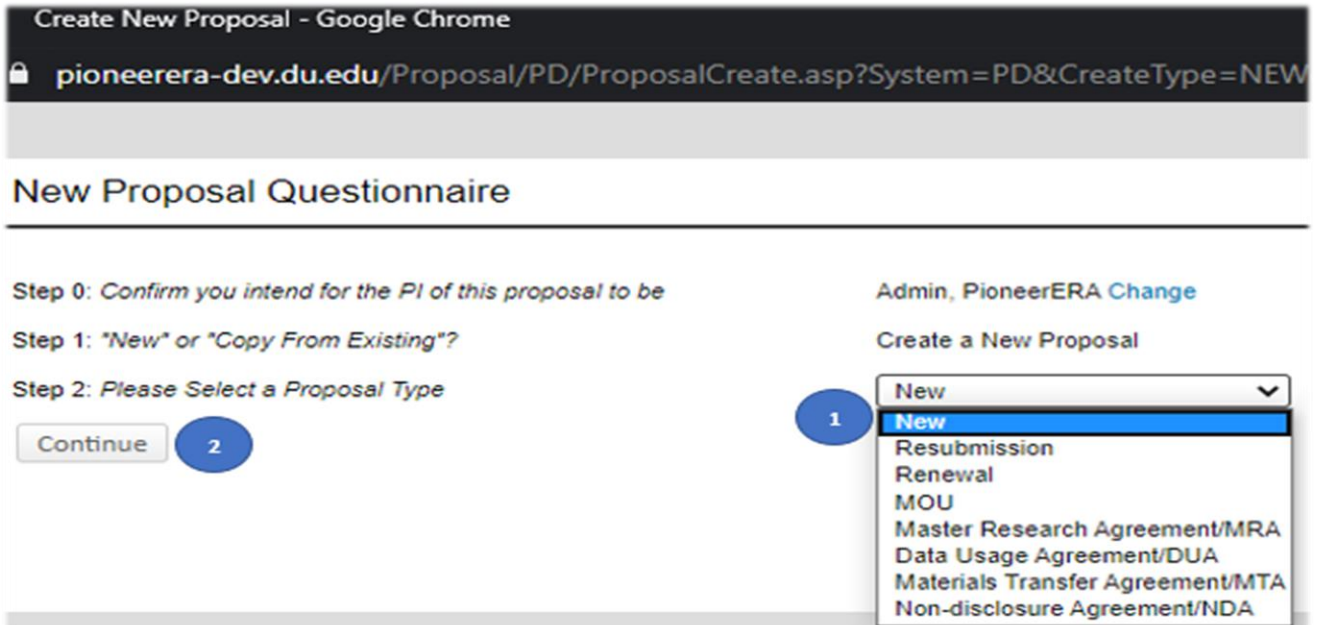 Create New Proposal - Google Chrome
pioneerera-dev.du.edu/Proposal/PD/ProposalCreate.asp?System=PD&CreateType=NEW
New Proposal Questionnaire
Step 0: Confirm you intend for the PI of this proposal to be Admin, PioneerERA Change
Step 1: "New" or "Copy From Existing"? Create a New Proposal
Step 2: Please Select a Proposal Type New
1 New
Continue 2
Resubmission
Renewal
MOU
Master Research Agreement/MRA
Data Usage Agreement/DUA
Materials Transfer Agreement/MTA
Non-disclosure Agreement/NDA